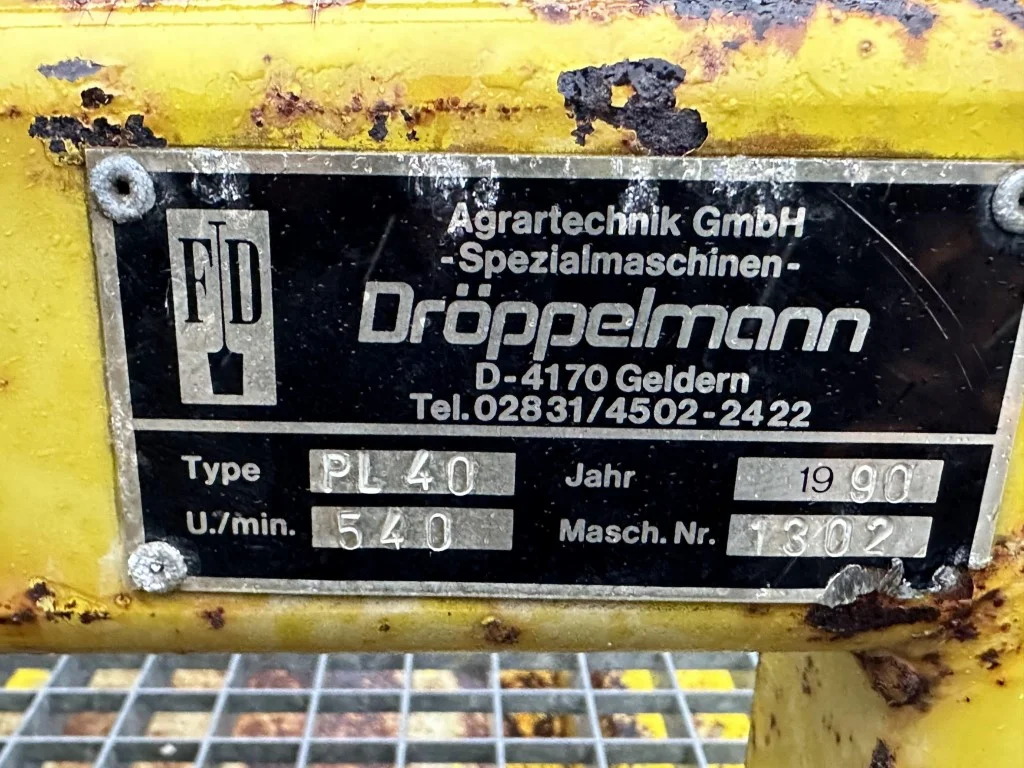 FD
Agrartechnik GmbH
-Spezialmaschinen-
Dröppelmann
D-4170 Geldern
Tel.02831/4502-2422
Type PL 40 Jahr 1990
U./min. 540 Masch.Nr. 1302